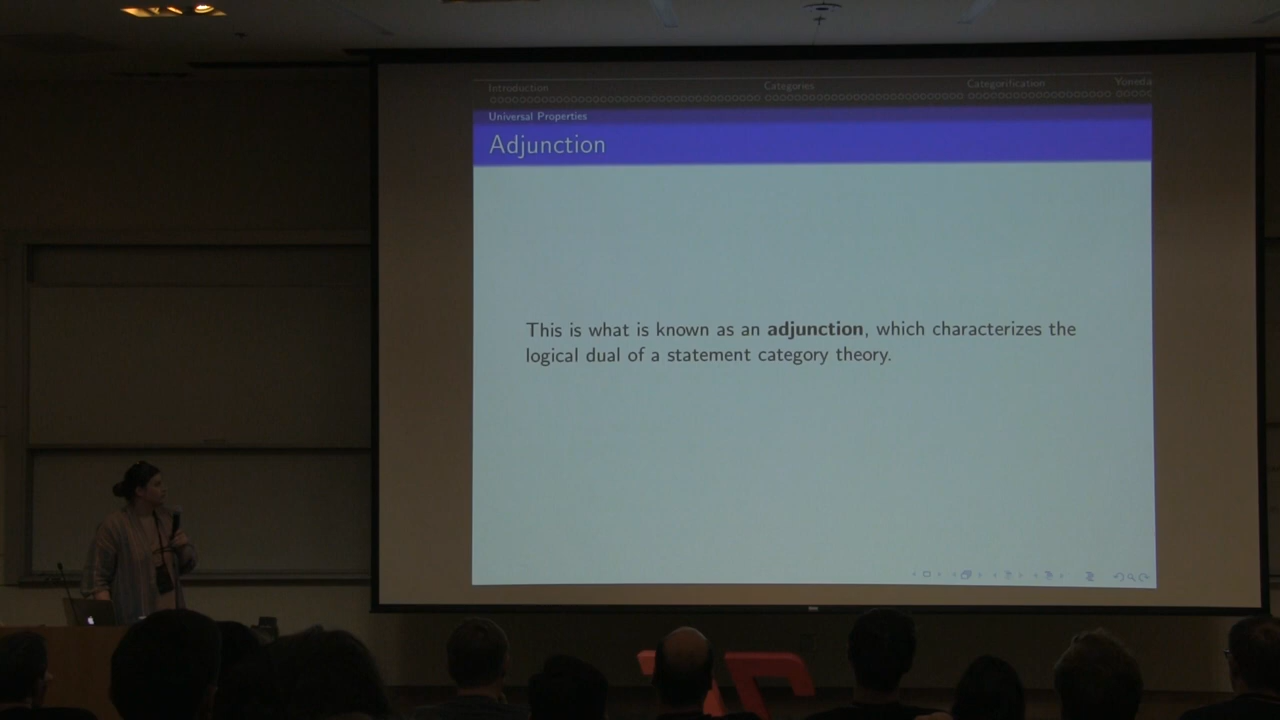 Introduction
Categories
Categorification
Yoneda
Universal Properties
Adjunction
This is what is known as an adjunction, which characterizes the
logical dual of a statement category theory.